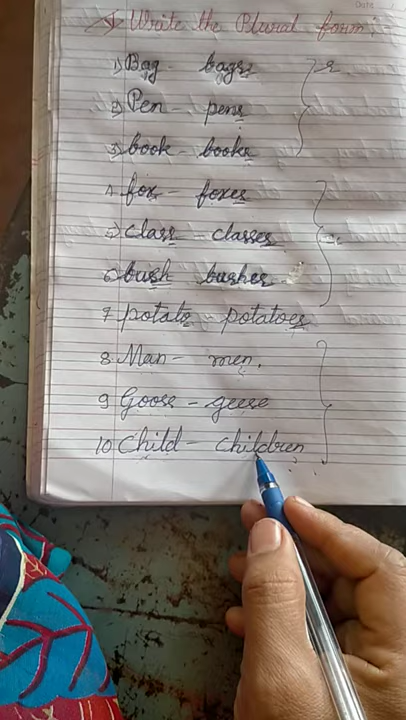 I Write the Plural form:
1) Bag - bags
2) Pen - pens
3) book - books
4 fox - foxes
5) class - classes
6 bush bushes
7 potato - potatoes
8. Man - men.
9 Goose - geese
10 Child - Children